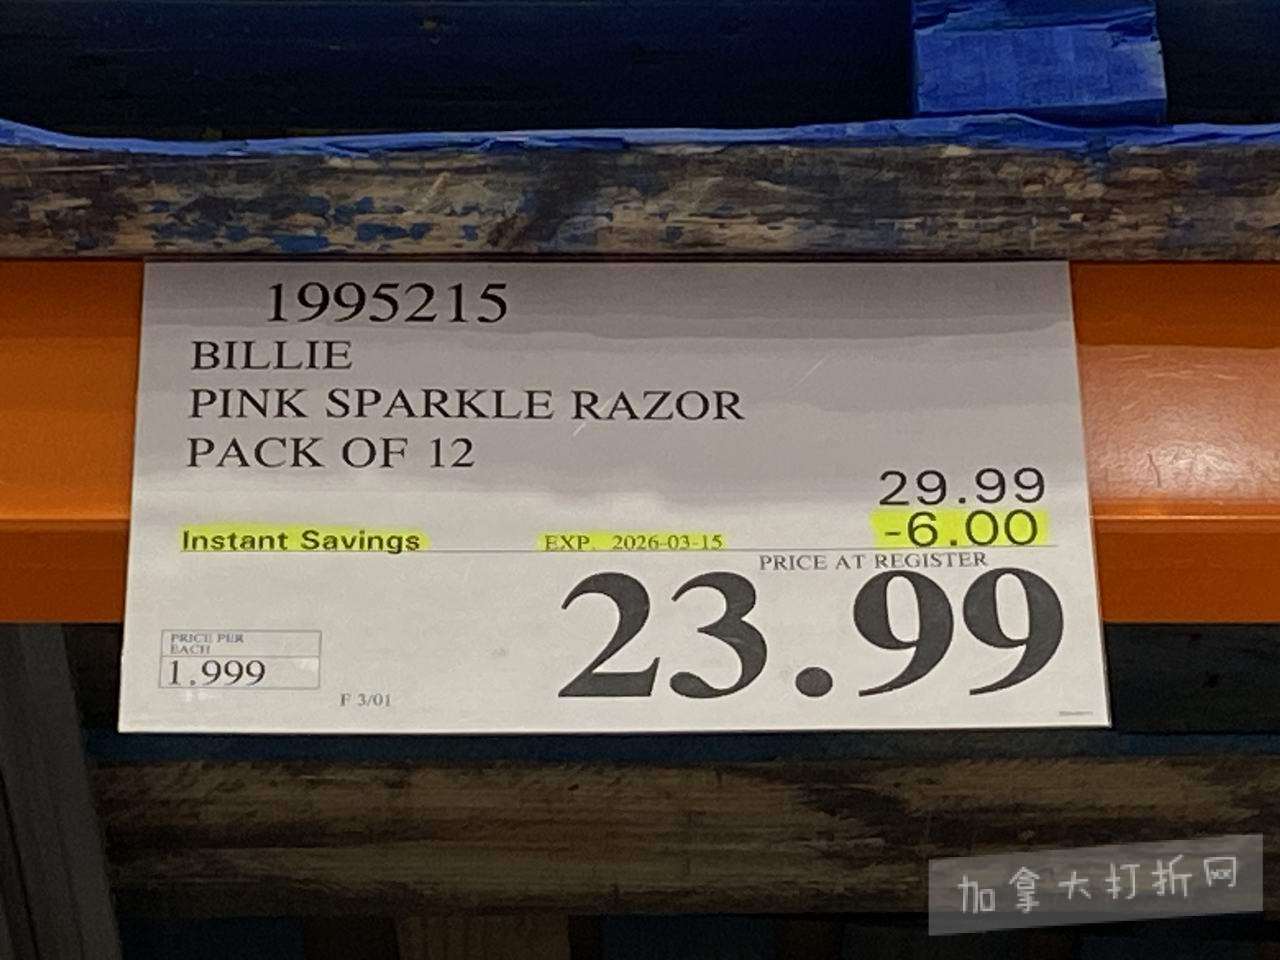 1995215
BILLIE
PINK SPARKLE RAZOR
PACK OF 12
29.99
Instant Savings EXP. 2026-03-15 -6.00
PRICE AT REGISTER
23.99
PRICE PER
EACH
1.999
F 3/01
加拿大打折网